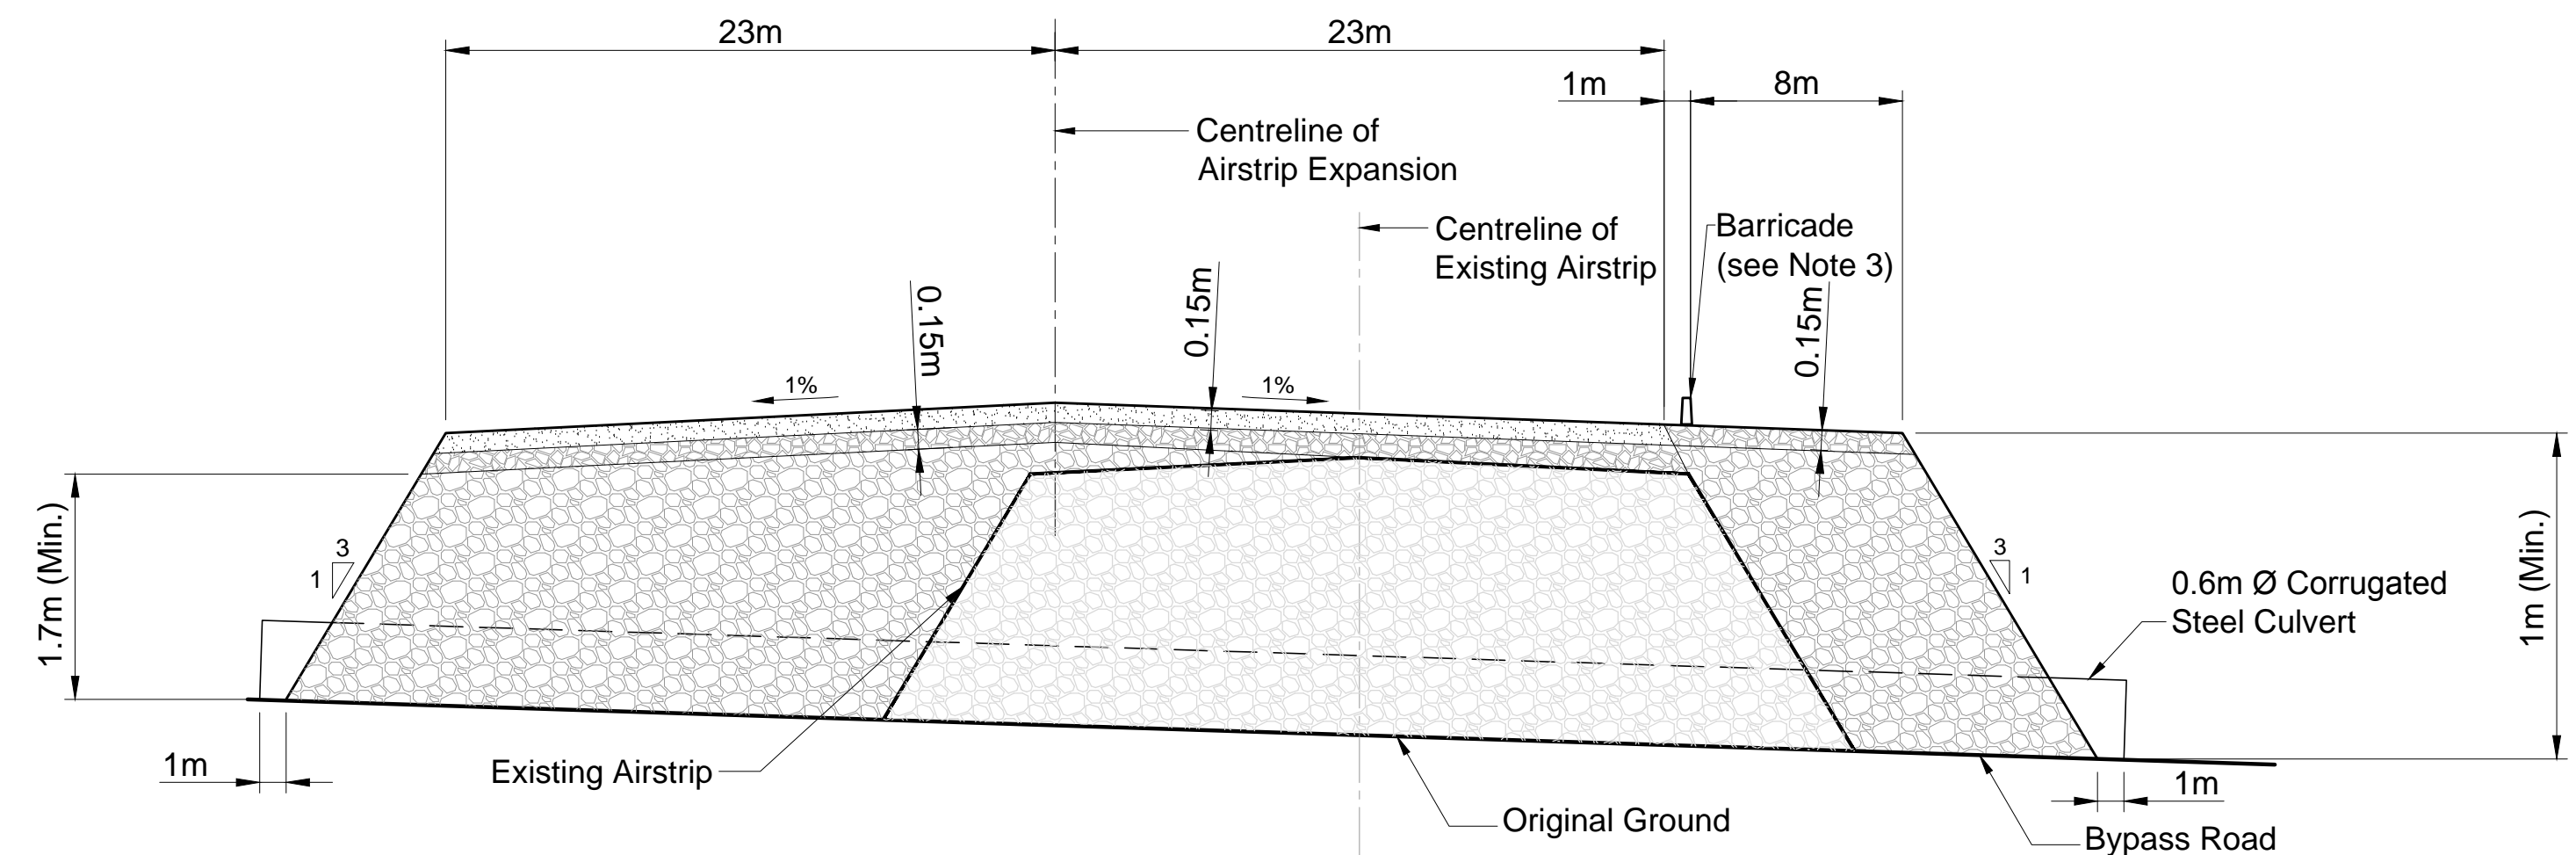 23m
23m
1m
8m
Centreline of
Airstrip Expansion
Centreline of
Existing Airstrip
Barricade
(see Note 3)
0.15m
0.15m
0.15m
1%
1%
1.7m (Min.)
3
1
3
1
1m (Min.)
0.6m Ø Corrugated
Steel Culvert
1m
Existing Airstrip
1m
Original Ground
Bypass Road